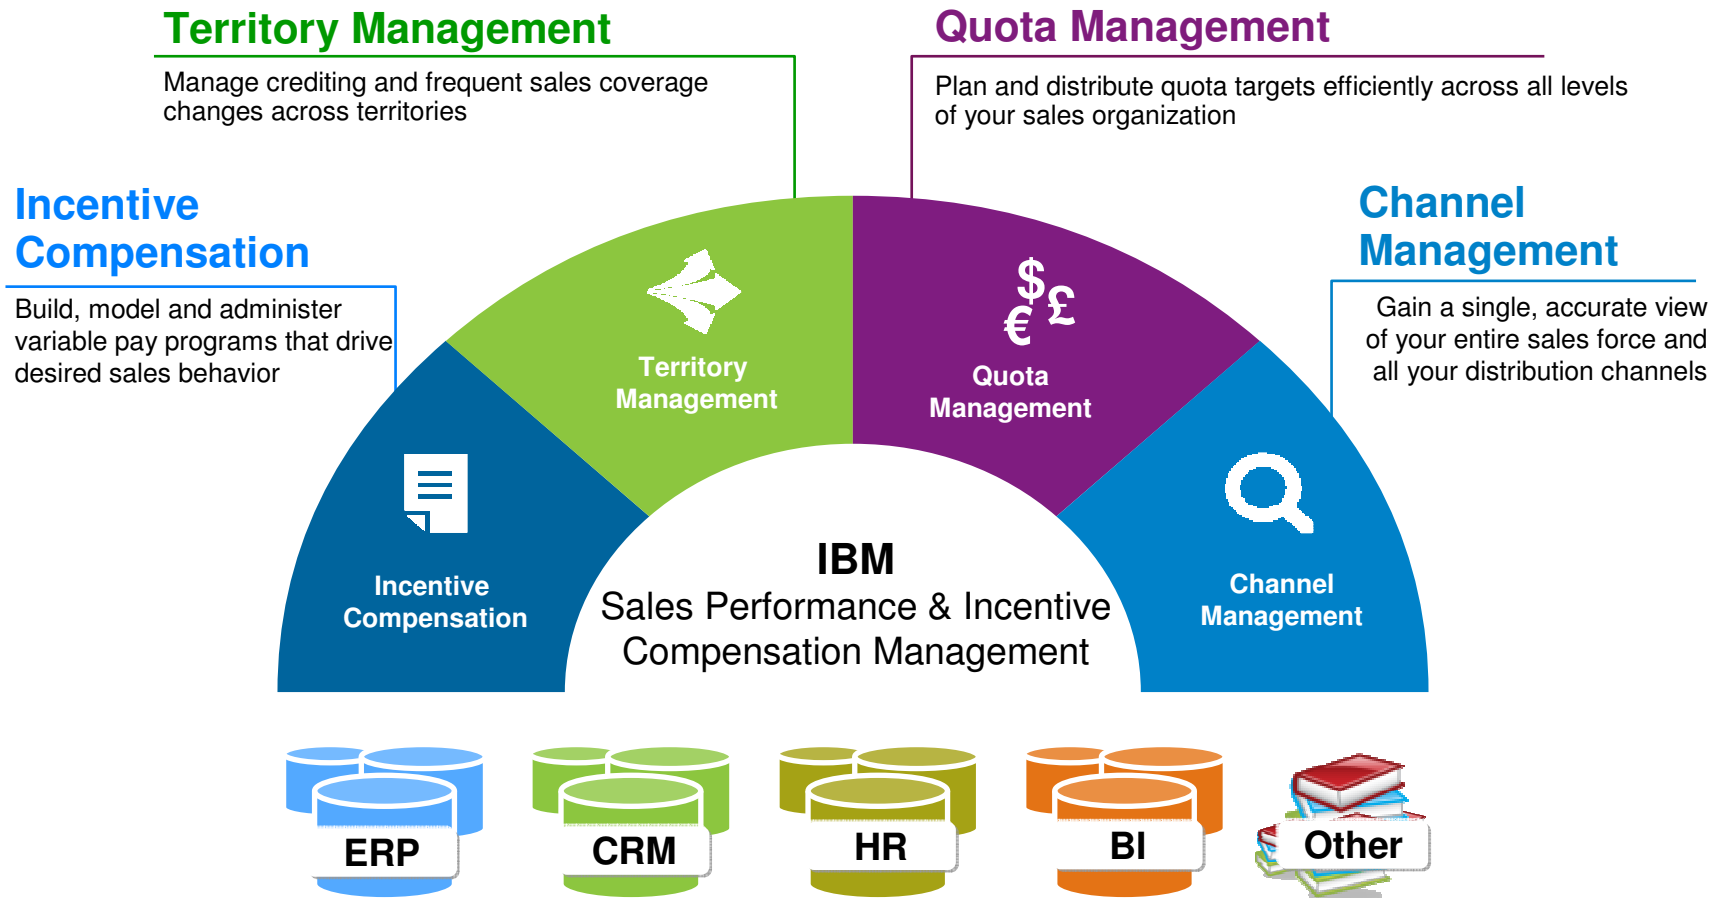 Territory Management
Manage crediting and frequent sales coverage
changes across territories
Quota Management
Plan and distribute quota targets efficiently across all levels
of your sales organization
Incentive
Compensation
Build, model and administer
variable pay programs that drive
desired sales behavior
Channel
Management
Gain a single, accurate view
of your entire sales force and
all your distribution channels
Territory
Management
$
£
€
Quota
Management
Incentive
Compensation
Channel
Management
IBM
Sales Performance & Incentive
Compensation Management
ERP
CRM
HR
BI
Other